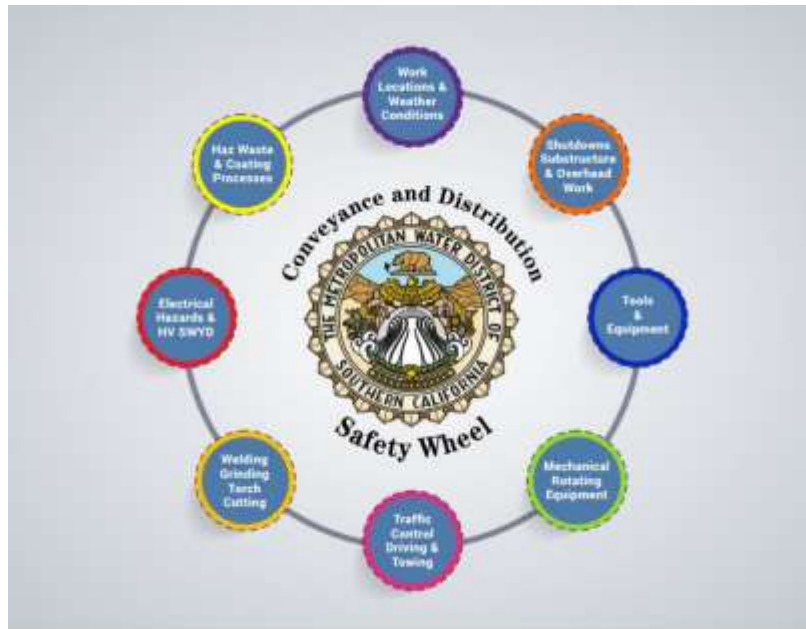 Work
Locations &
Weather
Conditions
Shutdowns
Substructure
& Overhead
Work
Tools
&
Equipment
Mechanical
Rotating
Equipment
Traffic
Control
Driving &
Towing
Welding
Grinding
Torch
Cutting
Electrical
Hazards &
HV SWYD
Haz Waste
& Coating
Processes
Conveyance and Distribution
THE METROPOLITAN WATER DISTRICT OF
SOUTHERN CALIFORNIA
Safety Wheel